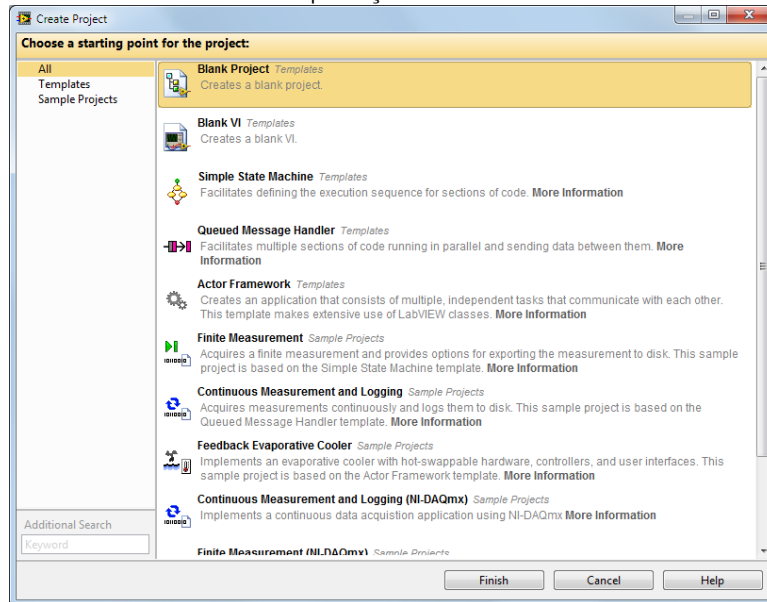 Create Project
Choose a starting point for the project:
All
Templates
Sample Projects
Blank Project Templates
Creates a blank project.
Blank VI Templates
Creates a blank VI.
Simple State Machine Templates
Facilitates defining the execution sequence for sections of code. More Information
Queued Message Handler Templates
Facilitates multiple sections of code running in parallel and sending data between them. More
Information
Actor Framework Templates
Creates an application that consists of multiple, independent tasks that communicate with each other.
This template makes extensive use of LabVIEW classes. More Information
Finite Measurement Sample Projects
Acquires a finite measurement and provides options for exporting the measurement to disk. This sample
project is based on the Simple State Machine template. More Information
Continuous Measurement and Logging Sample Projects
Acquires measurements continuously and logs them to disk. This sample project is based on the
Queued Message Handler template. More Information
Feedback Evaporative Cooler Sample Projects
Implements an evaporative cooler with hot-swappable hardware, controllers, and user interfaces. This
sample project is based on the Actor Framework template. More Information
Continuous Measurement and Logging (NI-DAQmx) Sample Projects
Implements a continuous data acquistion application using NI-DAQmx More Information
Finite Measurement (NI-DAQmx) Sample Projects
Additional Search
Keyword
Finish
Cancel
Help